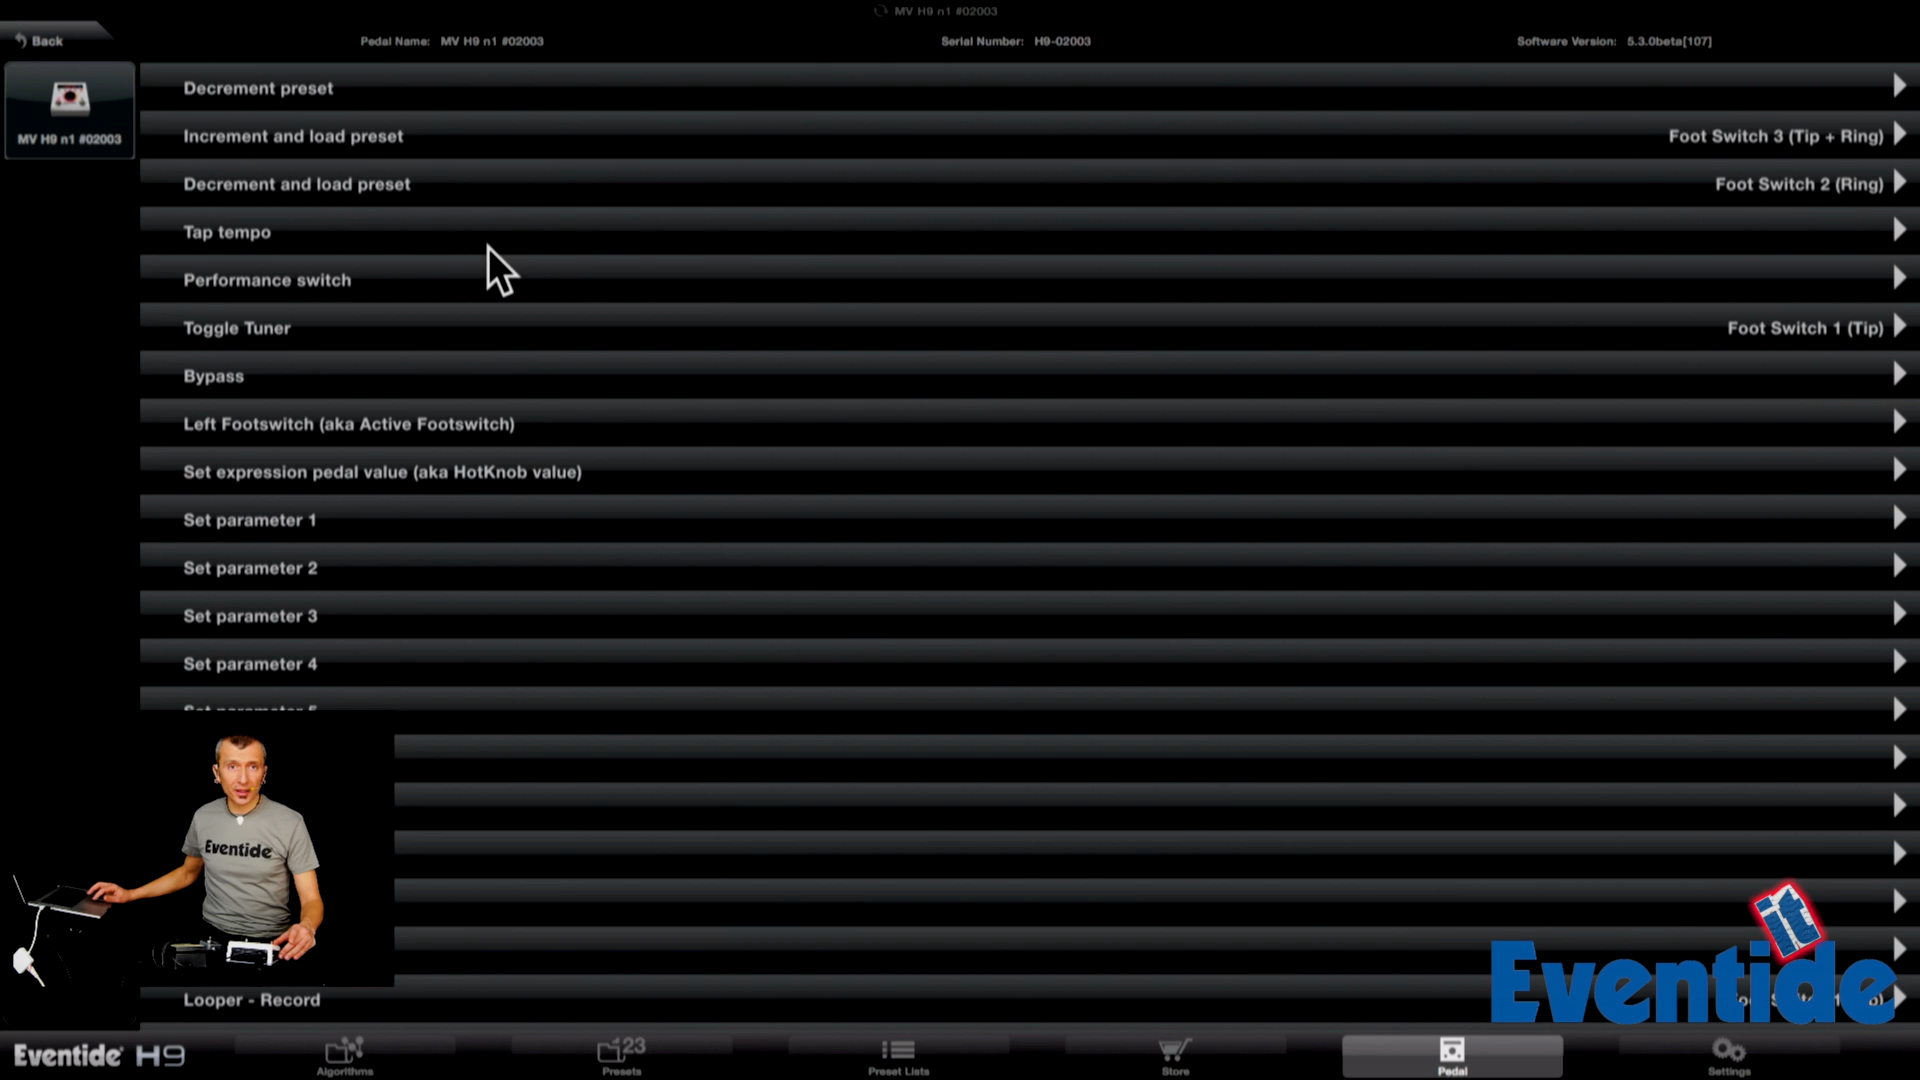 MV H9 n1 #02003
Back
Pedal Name: MV H9 n1 #02003
Serial Number: H9-02003
Software Version: 5.3.0beta[107]
MV H9 n1 #02003
Decrement preset
Increment and load preset Foot Switch 3 (Tip + Ring)
Decrement and load preset Foot Switch 2 (Ring)
Tap tempo
Performance switch
Toggle Tuner Foot Switch 1 (Tip)
Bypass
Left Footswitch (aka Active Footswitch)
Set expression pedal value (aka HotKnob value)
Set parameter 1
Set parameter 2
Set parameter 3
Set parameter 4
Set parameter 5
Eventide
it
Eventide
Looper - Record
Eventide H9
Algorithms
123
Presets
Preset Lists
Store
Pedal
Settings